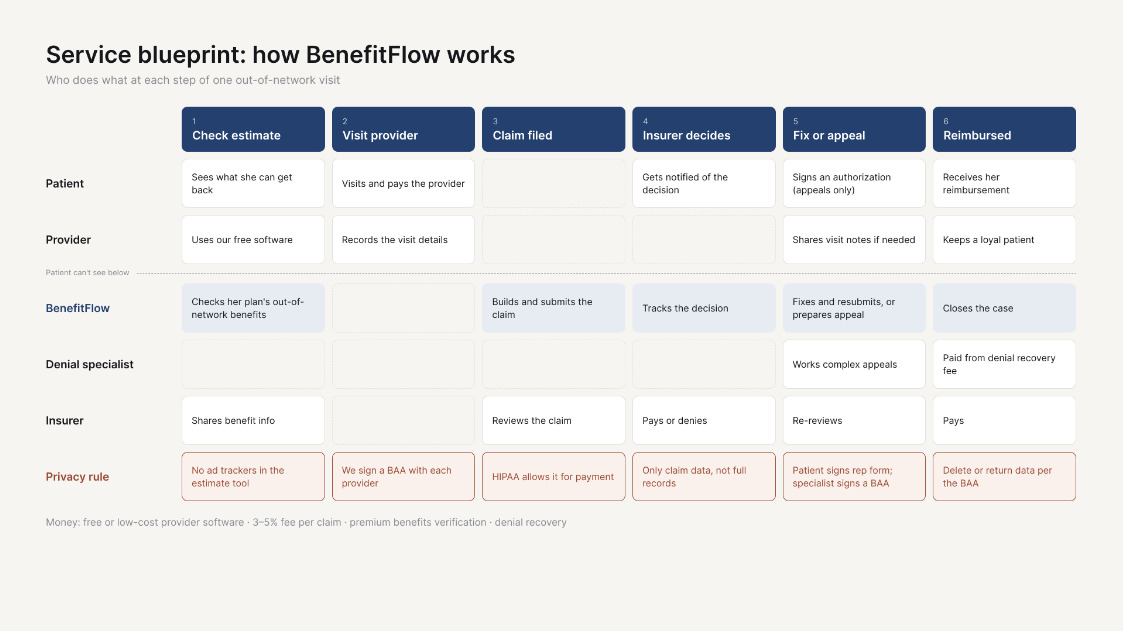 Service blueprint: how BenefitFlow works
Who does what at each step of one out-of-network visit
1
Check estimate
2
Visit provider
3
Claim filed
4
Insurer decides
5
Fix or appeal
6
Reimbursed
Patient
Sees what she can get
back
Visits and pays the provider
Gets notified of the
decision
Signs an authorization
(appeals only)
Receives her
reimbursement
Provider
Uses our free software
Records the visit details
Shares visit notes if needed
Keeps a loyal patient
Patient can't see below
BenefitFlow
Checks her plan's out-of-
network benefits
Builds and submits the
claim
Tracks the decision
Fixes and resubmits, or
prepares appeal
Closes the case
Denial specialist
Works complex appeals
Paid from denial recovery
fee
Insurer
Shares benefit info
Reviews the claim
Pays or denies
Re-reviews
Pays
Privacy rule
No ad trackers in the
estimate tool
We sign a BAA with each
provider
HIPAA allows it for payment
Only claim data, not full
records
Patient signs rep form;
specialist signs a BAA
Delete or return data per
the BAA
Money: free or low-cost provider software · 3–5% fee per claim · premium benefits verification · denial recovery